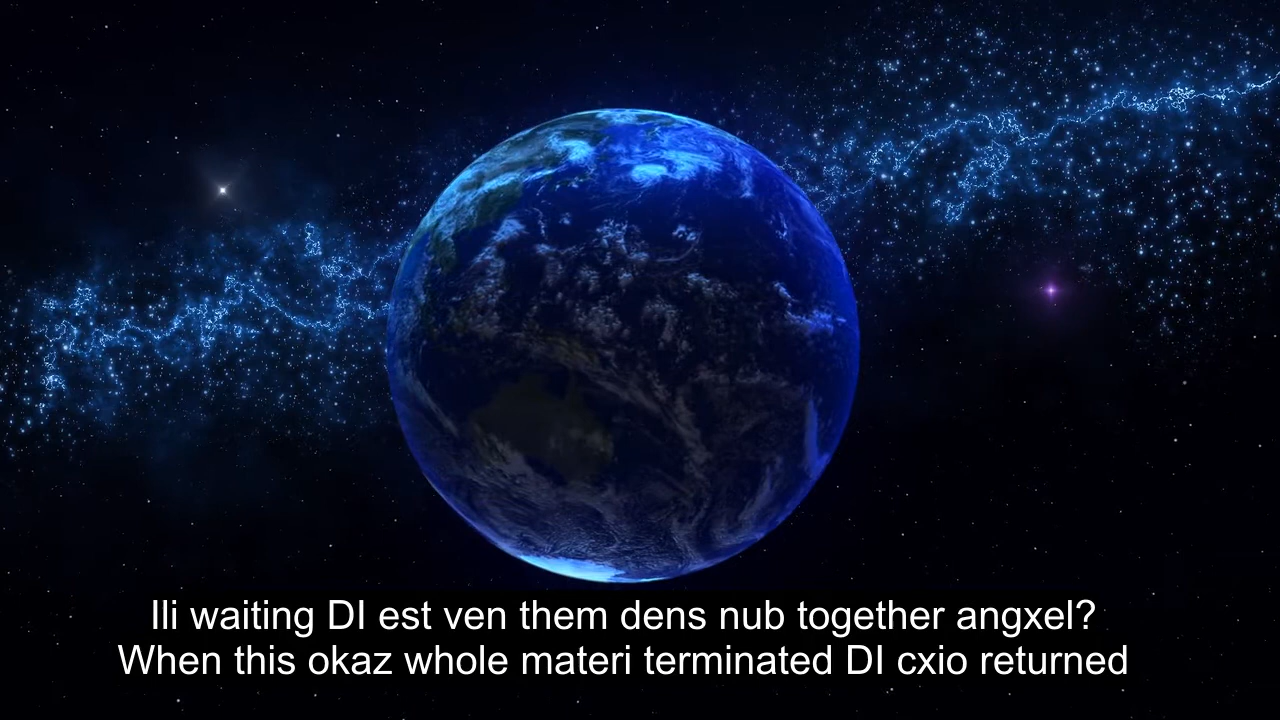 Ili waiting DI est ven them dens nub together angxel?
When this okaz whole materi terminated DI cxio returned